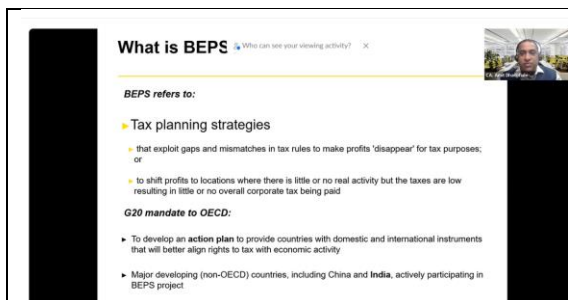 What is BEPS
Who can see your viewing activity? ×
BEPS refers to:
► Tax planning strategies
► that exploit gaps and mismatches in tax rules to make profits 'disappear' for tax purposes;
or
► to shift profits to locations where there is little or no real activity but the taxes are low
resulting in little or no overall corporate tax being paid
G20 mandate to OECD:
► To develop an action plan to provide countries with domestic and international instruments
that will better align rights to tax with economic activity
► Major developing (non-OECD) countries, including China and India, actively participating in
BEPS project